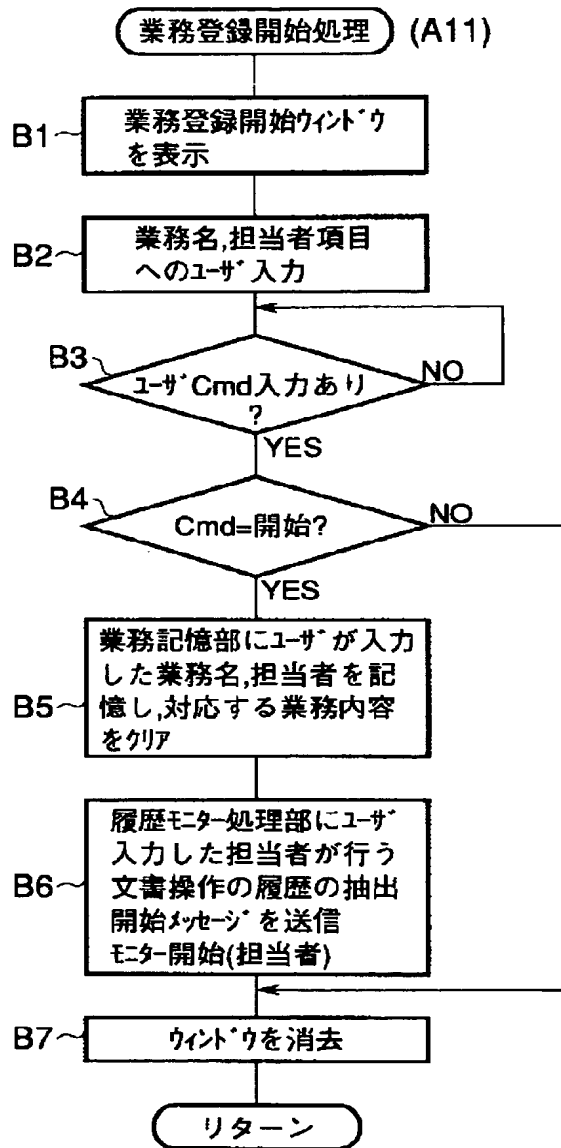 業務登録開始処理 (A11)
B1
業務登録開始ウィンドウ
を表示
B2
業務名,担当者項目
へのユーザ入力
B3
ユーザCmd入力あり
?
NO
YES
B4
Cmd=開始?
NO
YES
B5
業務記憶部にユーザが入力
した業務名,担当者を記
憶し,対応する業務内容
をクリア
B6
履歴モニター処理部にユーザ
入力した担当者が行う
文書操作の履歴の抽出
開始メッセージを送信
モニター開始(担当者)
B7
ウィンドウを消去
リターン